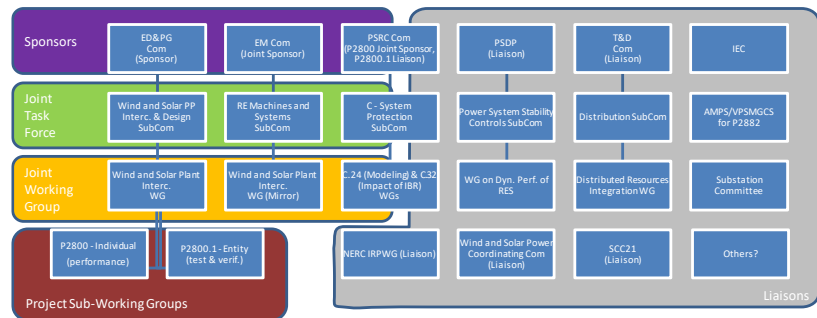 Sponsors
ED&PG
Com
(Sponsor)
EM Com
(Joint Sponsor)
PSRC Com
(P2800 Joint Sponsor,
P2800.1 Liaison)
PSDP
(Liaison)
T&D
Com
(Liaison)
IEC
Joint
Task
Force
Wind and Solar PP
Interc. & Design
SubCom
RE Machines and
Systems
SubCom
C - System
Protection
SubCom
Power System Stability
Controls SubCom
Distribution SubCom
AMPS/VPSMGCS
for P2882
Joint
Working
Group
Wind and Solar Plant
Interc.
WG
Wind and Solar Plant
Interc.
WG (Mirror)
C.24 (Modeling) & C32
(Impact of IBR)
WGs
WG on Dyn. Perf. of
RES
Distributed Resources
Integration WG
Substation
Committee
P2800 - Individual
(performance)
P2800.1 - Entity
(test & verif.)
NERC IRPWG (Liaison)
Wind and Solar Power
Coordinating Com
(Liaison)
SCC21
(Liaison)
Others?
Project Sub-Working Groups
Liaisons